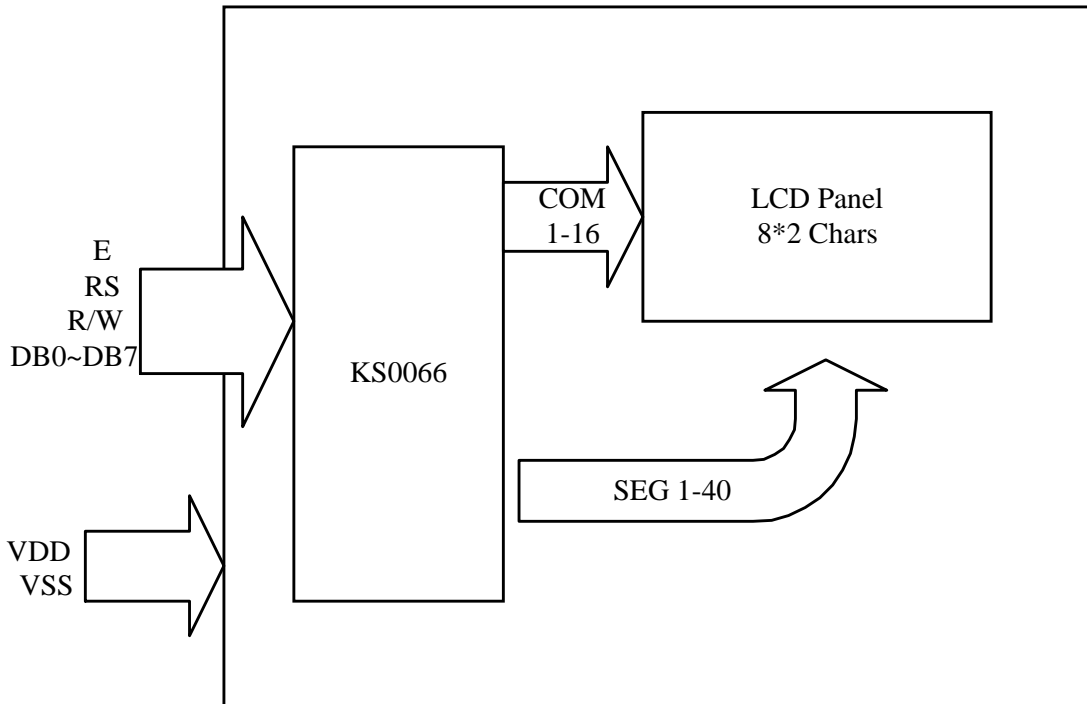 E
RS
R/W
DB0~DB7
VDD
VSS
KS0066
COM
1-16
LCD Panel
8*2 Chars
SEG 1-40